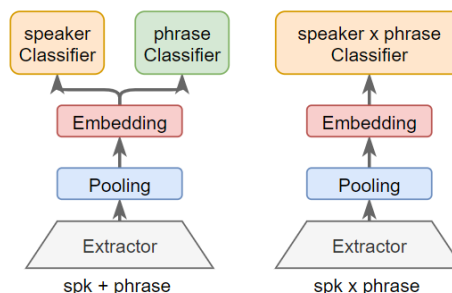 speaker
Classifier
phrase
Classifier
Embedding
Pooling
Extractor
spk + phrase
speaker x phrase
Classifier
Embedding
Pooling
Extractor
spk x phrase